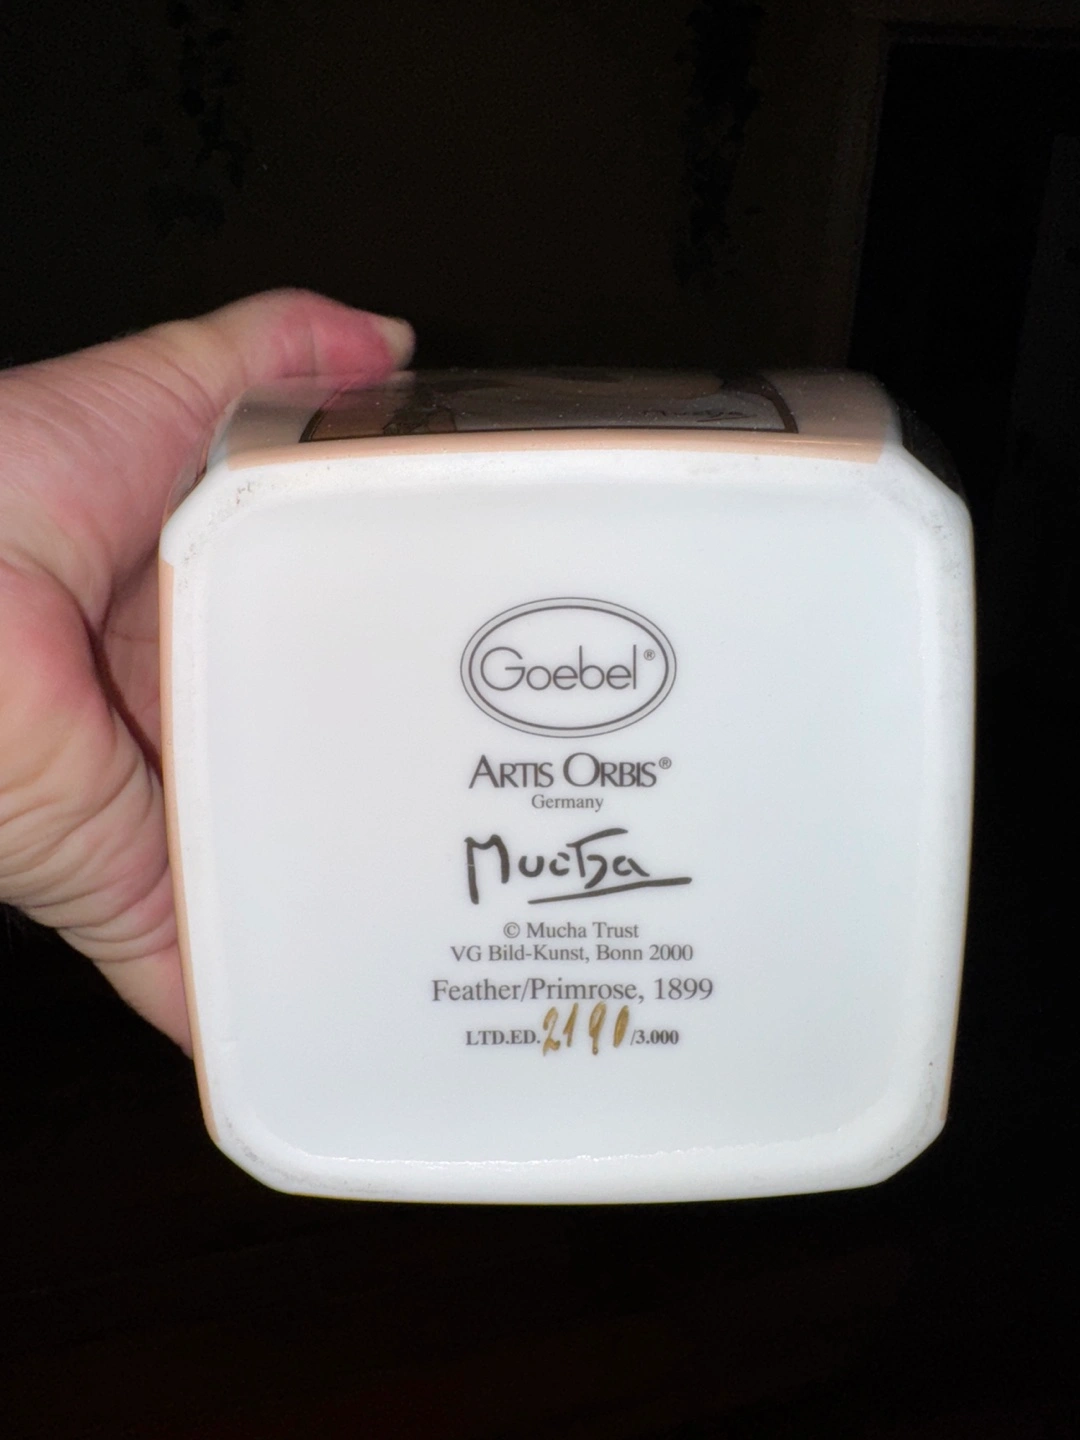 Mucha
Goebel®
ARTIS ORBIS®
Germany
Mucha
© Mucha Trust
VG Bild-Kunst, Bonn 2000
Feather/Primrose, 1899
LTD.ED. 2190/3.000